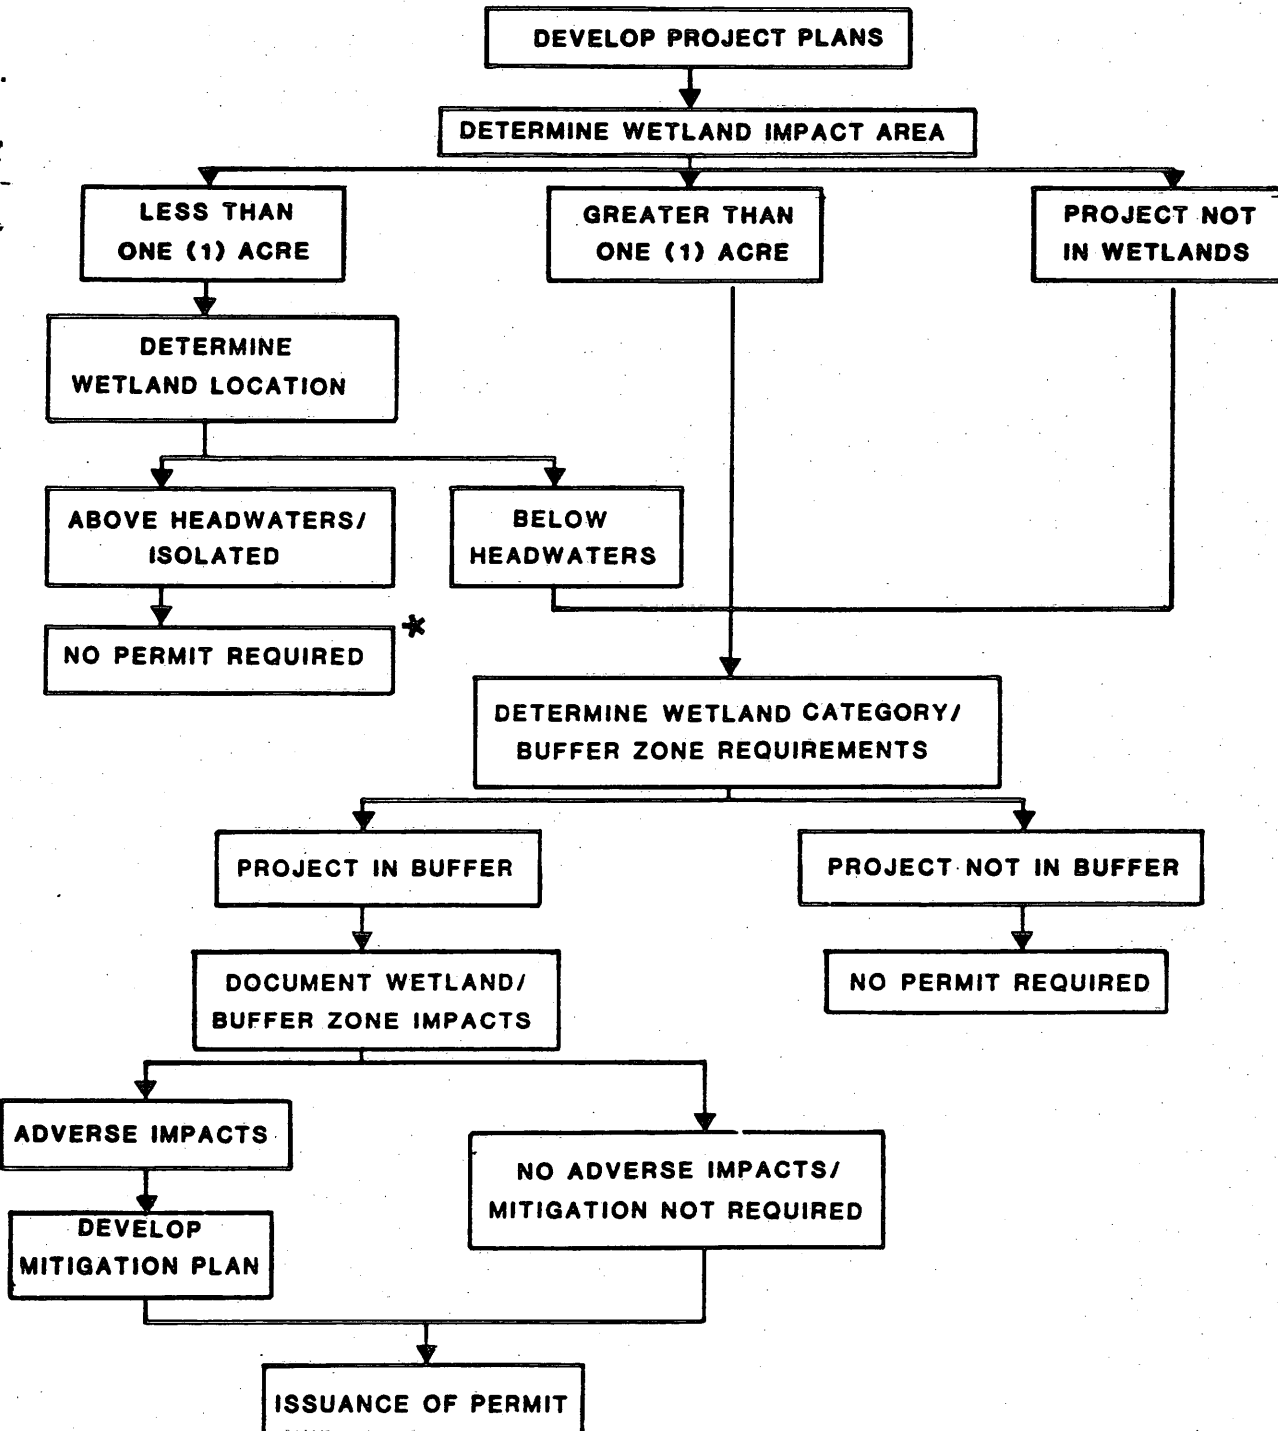 DEVELOP PROJECT PLANS
DETERMINE WETLAND IMPACT AREA
LESS THAN
ONE (1) ACRE
GREATER THAN
ONE (1) ACRE
PROJECT NOT
IN WETLANDS
DETERMINE
WETLAND LOCATION
ABOVE HEADWATERS/
ISOLATED
BELOW
HEADWATERS
NO PERMIT REQUIRED *
DETERMINE WETLAND CATEGORY/
BUFFER ZONE REQUIREMENTS
PROJECT IN BUFFER
PROJECT NOT IN BUFFER
DOCUMENT WETLAND/
BUFFER ZONE IMPACTS
NO PERMIT REQUIRED
ADVERSE IMPACTS
NO ADVERSE IMPACTS/
MITIGATION NOT REQUIRED
DEVELOP
MITIGATION PLAN
ISSUANCE OF PERMIT